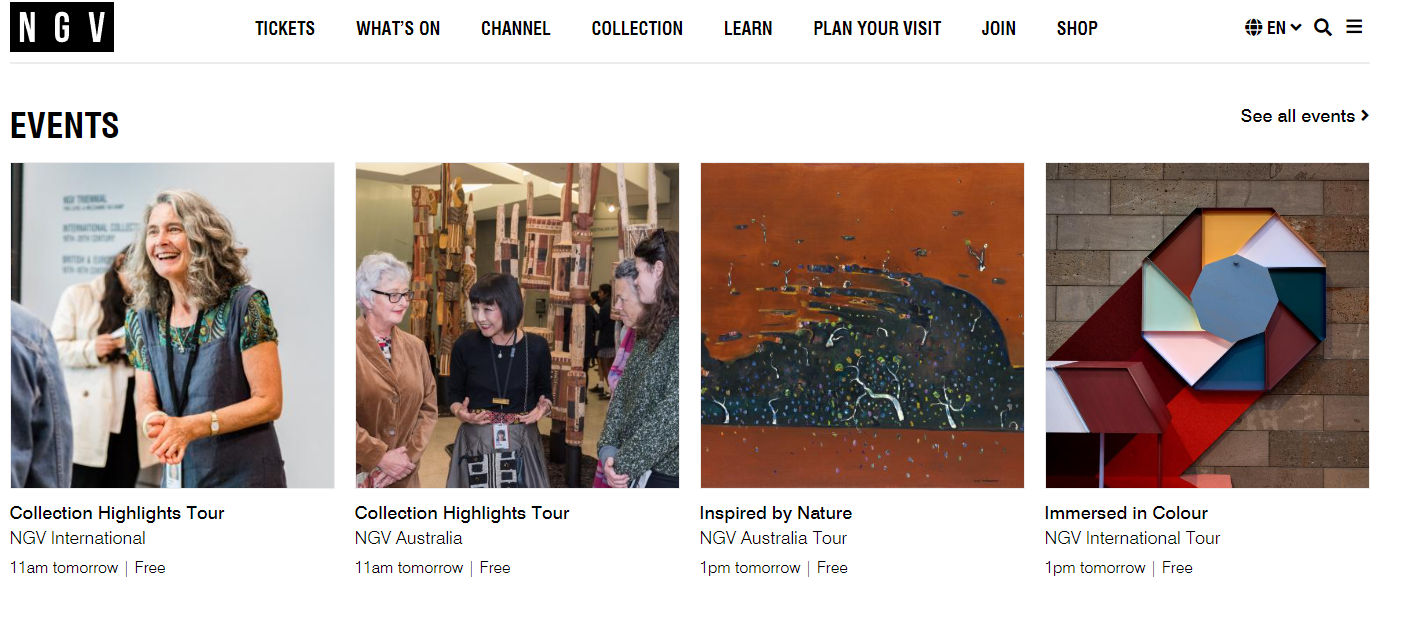 NGV
TICKETS
WHAT'S ON
CHANNEL
COLLECTION
LEARN
PLAN YOUR VISIT
JOIN
SHOP
EN
EVENTS
See all events
NGV TRIENNIAL
INTERNATIONAL COLLECT
19TH–20TH CENTURY
BRITISH & EUROPE
Collection Highlights Tour
NGV International
11am tomorrow | Free
Collection Highlights Tour
NGV Australia
11am tomorrow | Free
Inspired by Nature
NGV Australia Tour
1pm tomorrow | Free
Immersed in Colour
NGV International Tour
1pm tomorrow | Free